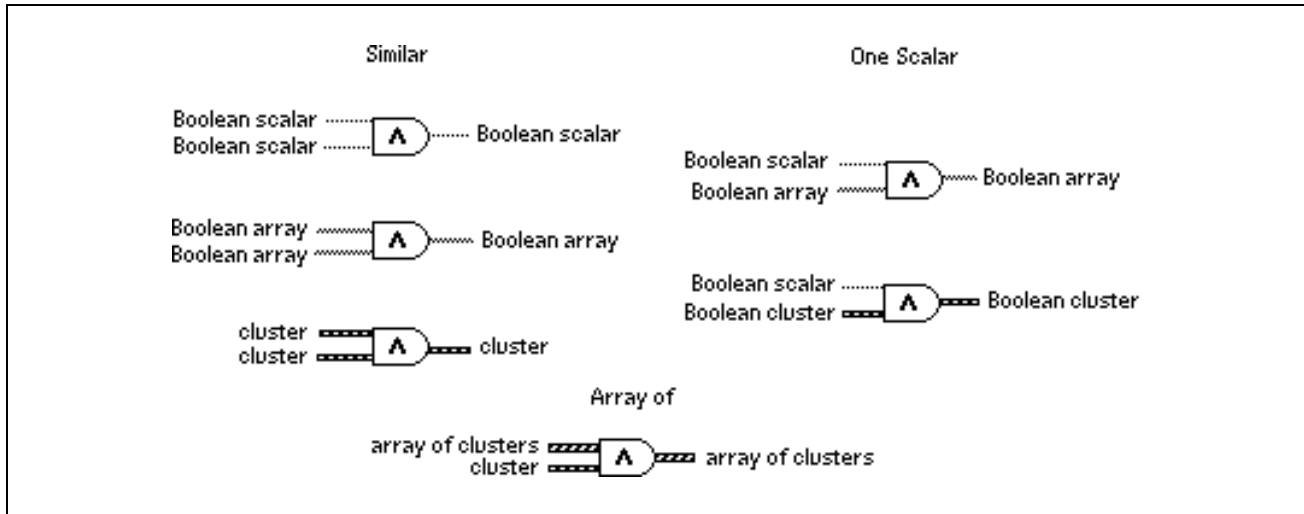 Similar
One Scalar
Boolean scalar
Boolean scalar
Λ
Boolean scalar
Boolean scalar
Boolean array
Λ
Boolean array
Boolean array
Boolean array
Λ
Boolean array
Boolean scalar
Boolean cluster
Λ
Boolean cluster
cluster
cluster
Λ
cluster
Array of
array of clusters
cluster
Λ
array of clusters